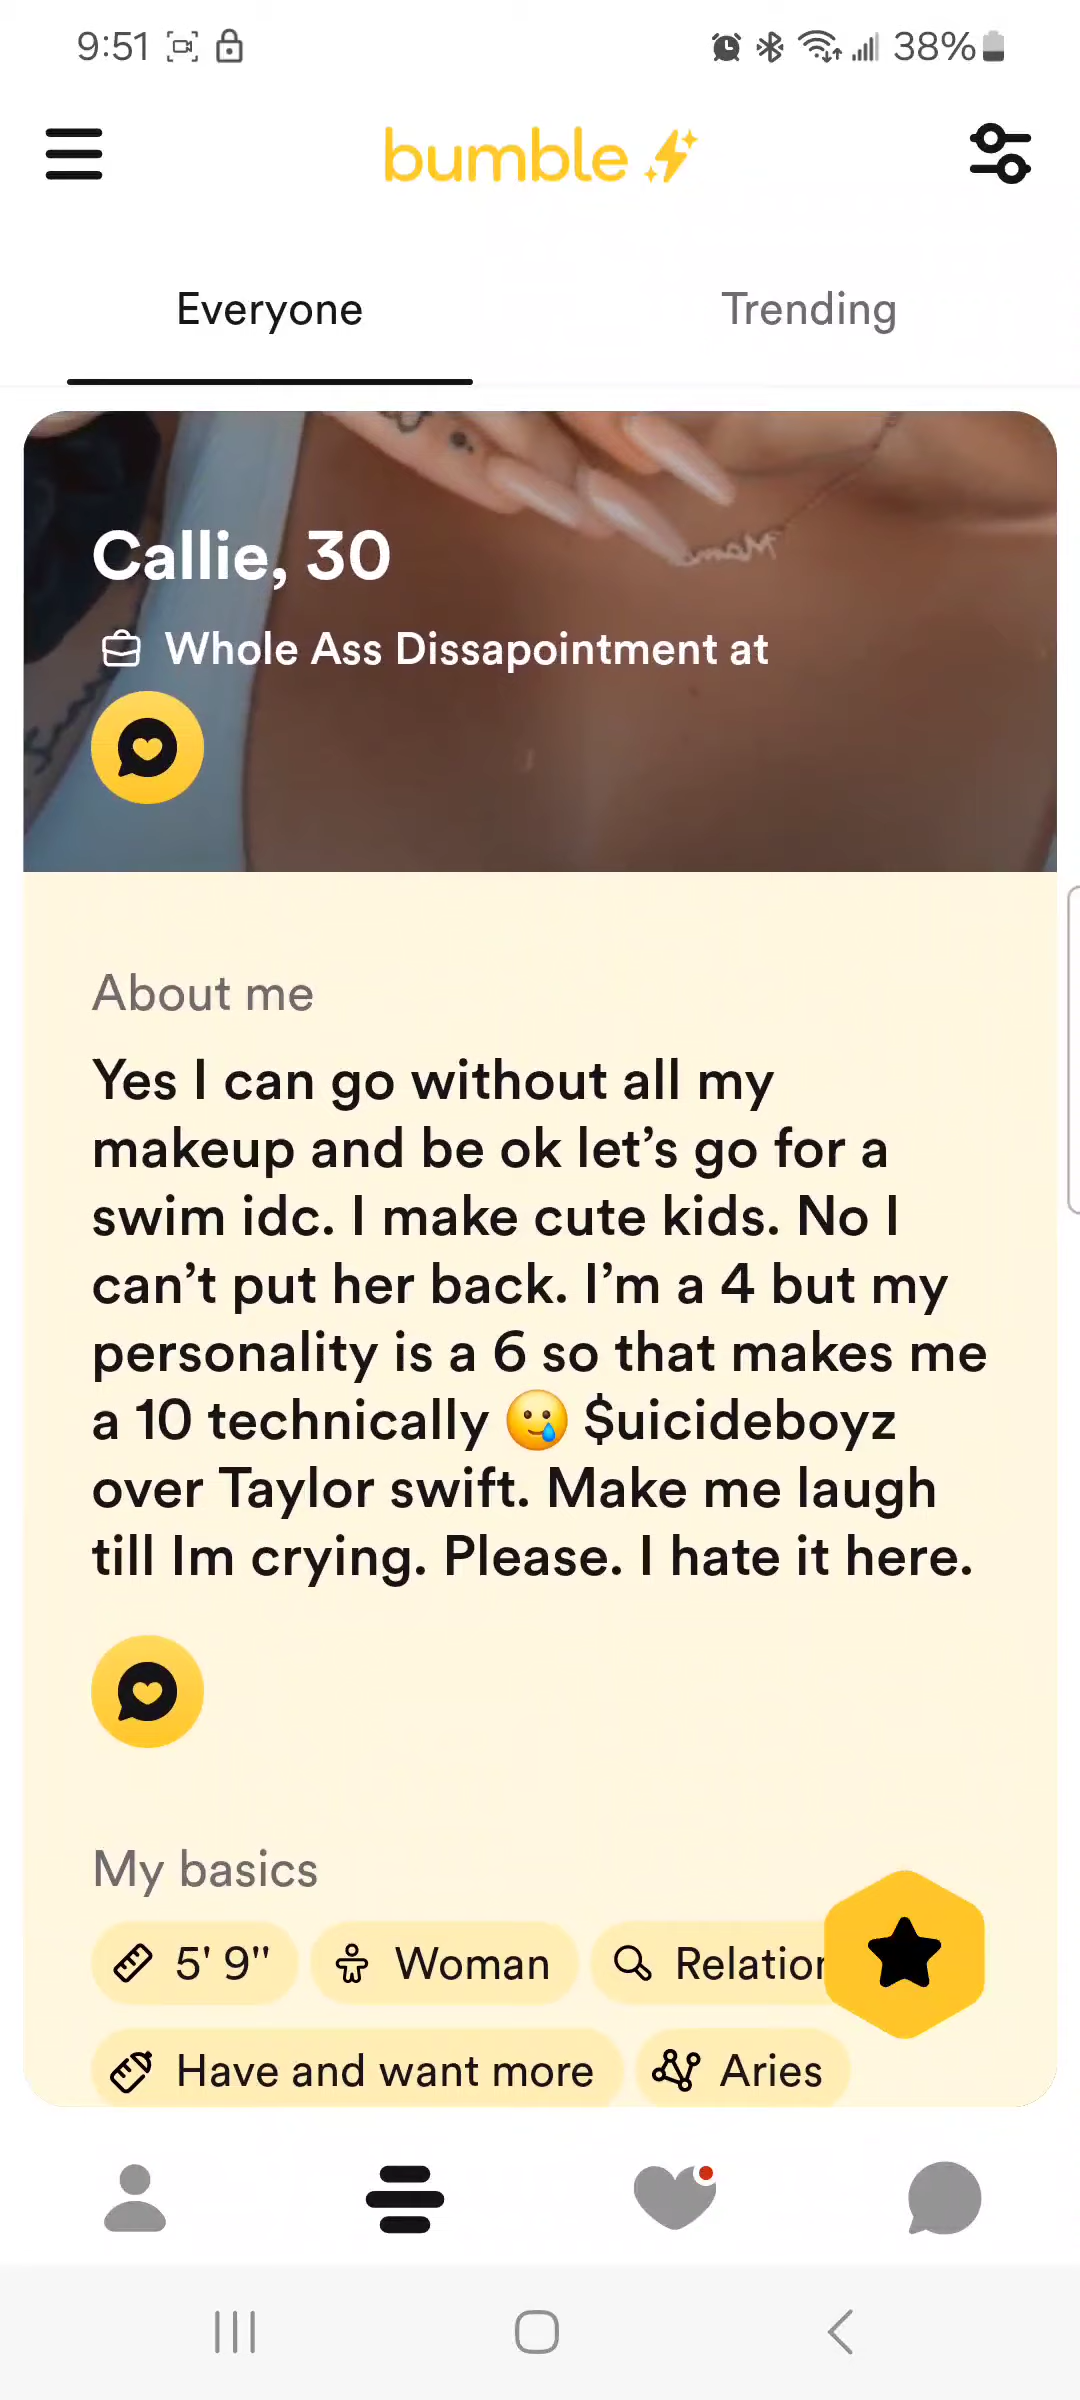 9:51
38%
bumble
Everyone
Trending
Mama
Callie, 30
Whole Ass Dissapointment at
About me
Yes I can go without all my
makeup and be ok let’s go for a
swim idc. I make cute kids. No I
can’t put her back. I’m a 4 but my
personality is a 6 so that makes me
a 10 technically 🥲 $uicideboyz
over Taylor swift. Make me laugh
till Im crying. Please. I hate it here.
My basics
5' 9"
Woman
Relation
Have and want more
Aries